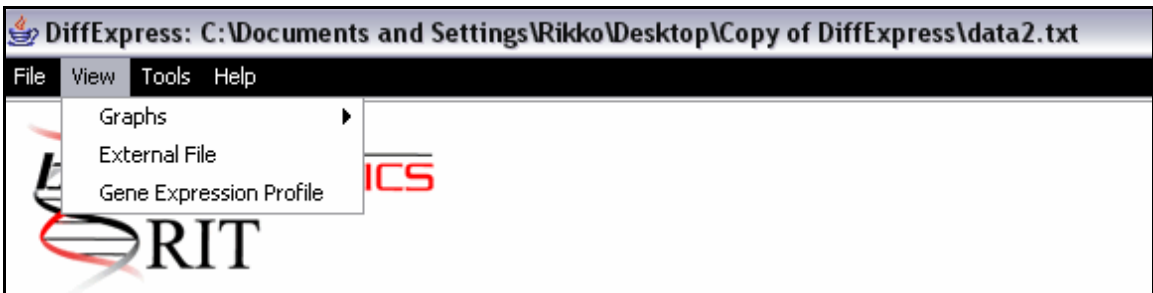 DiffExpress: C:\Documents and Settings\Rikko\Desktop\Copy of DiffExpress\data2.txt
File View Tools Help
Graphs
External File
Gene Expression Profile
ICS
RIT